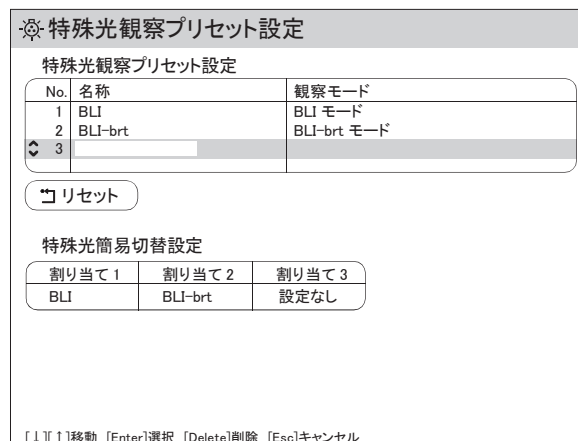 特殊光観察プリセット設定
特殊光観察プリセット設定
No. 名称 観察モード
1 BLI BLI モード
2 BLI-brt BLI-brt モード
3
リセット
特殊光簡易切替設定
割り当て 1 割り当て 2 割り当て 3
BLI BLI-brt 設定なし
[↓][↑]移動 [Enter]選択 [Delete]削除 [Esc]キャンセル